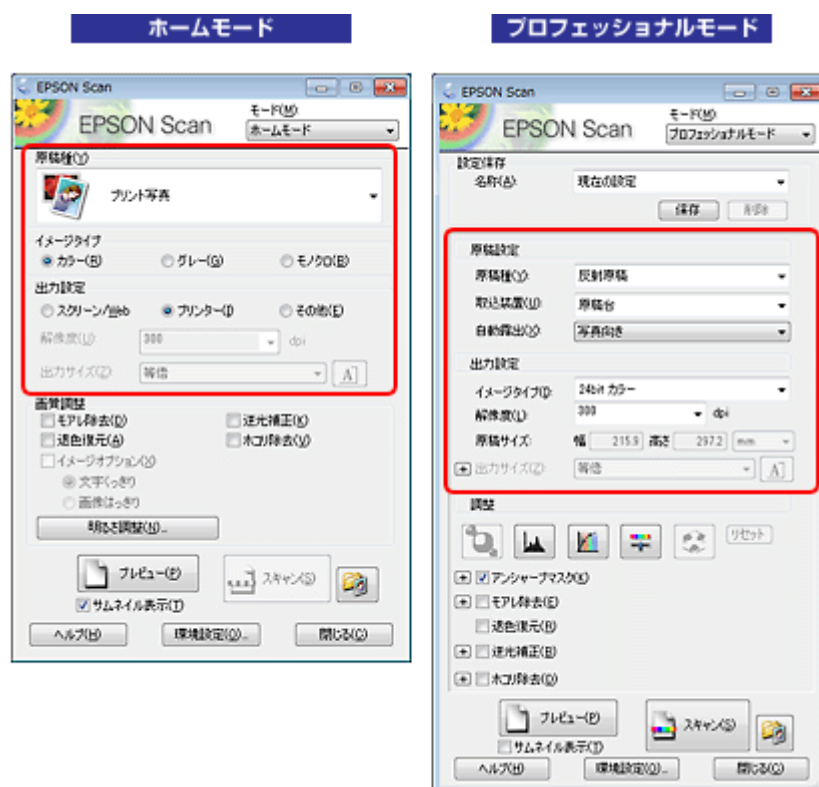 ホームモード
EPSON Scan
EPSON Scan
モード(M)
ホームモード
原稿種(Y)
プリント写真
イメージタイプ
カラー(R) グレー(G) モノクロ(B)
出力設定
スクリーン/Web プリンター(I) その他(E)
解像度(U): 300 dpi
出力サイズ(Z): 等倍
画質調整
モアレ除去(D) 逆光補正(K)
退色復元(A) ホコリ除去(V)
イメージオプション(X)
文字くっきり
画像はっきり
明るさ調整(N)...
プレビュー(P) スキャン(S)
サムネイル表示(T)
ヘルプ(H) 環境設定(O)... 閉じる(C)
プロフェッショナルモード
EPSON Scan
EPSON Scan
モード(M)
プロフェッショナルモード
設定保存
名称(A): 現在の設定
保存 削除
原稿設定
原稿種(Y): 反射原稿
取込装置(U): 原稿台
自動露出(X): 写真向き
出力設定
イメージタイプ(I): 24bit カラー
解像度(L): 300 dpi
原稿サイズ: 幅 215.9 高さ 297.2 mm
出力サイズ(Z): 等倍
調整
リセット
アンシャープマスク(K)
モアレ除去(E)
退色復元(R)
逆光補正(B)
ホコリ除去(D)
プレビュー(P) スキャン(S)
サムネイル表示(T)
ヘルプ(H) 環境設定(O)... 閉じる(C)